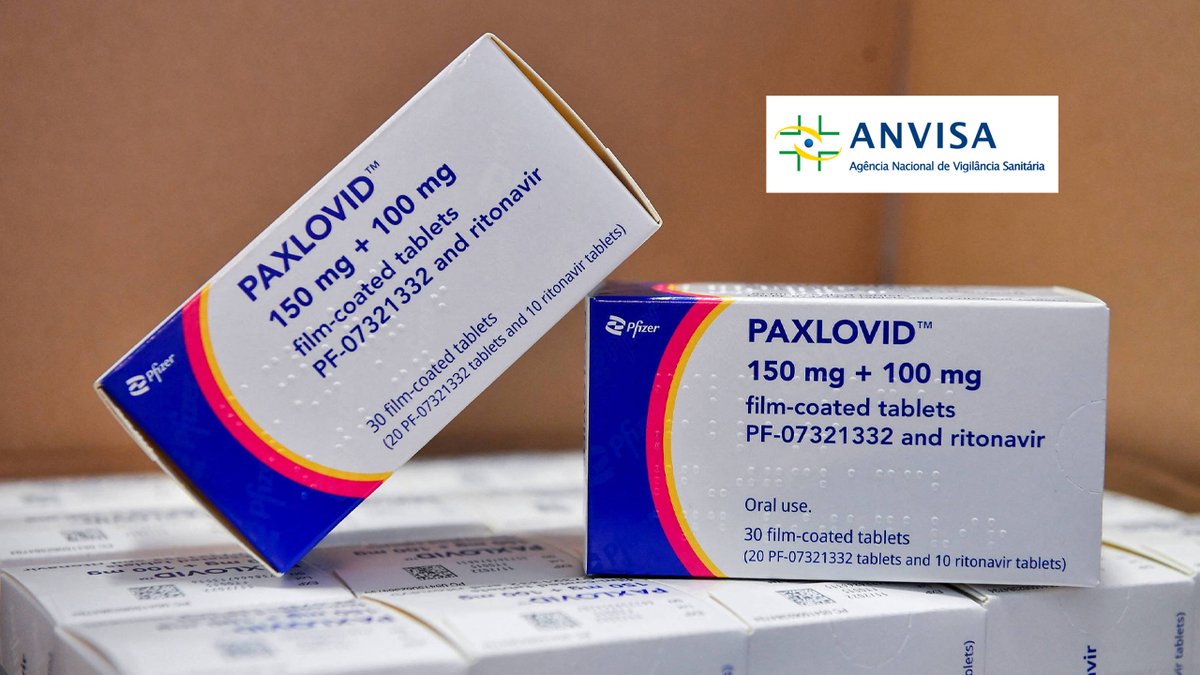 ANVISA
Agência Nacional de Vigilância Sanitária
PAXLOVID™
150 mg + 100 mg
film-coated tablets
PF-07321332 and ritonavir
30 film-coated tablets
(20 PF-07321332 tablets and 10 ritonavir tablets)
Pfizer
Pfizer
PAXLOVID™
150 mg + 100 mg
film-coated tablets
PF-07321332 and ritonavir
Oral use.
30 film-coated tablets
(20 PF-07321332 tablets and 10 ritonavir tablets)
PAXLOVID
PAXLOVID